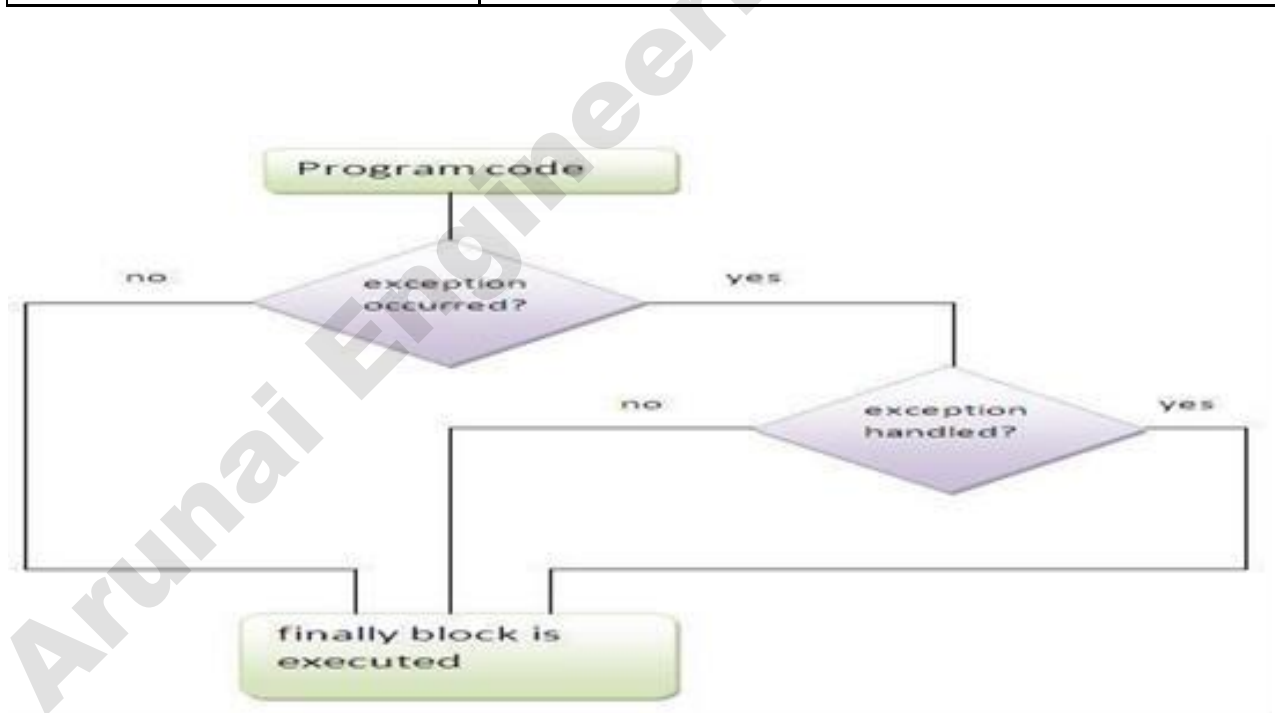 Program code
exception
occurred?
no
yes
exception
handled?
no
yes
finally block is
executed
Arunai Engineer